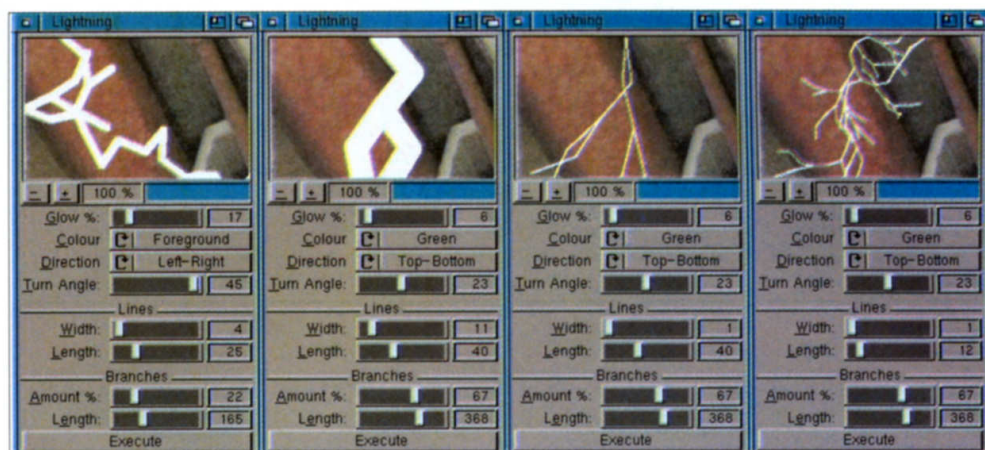 Lightning
100 %
Glow %: 17
Colour Foreground
Direction Left-Right
Turn Angle: 45
Lines
Width: 4
Length: 25
Branches
Amount %: 22
Length: 165
Execute
Lightning
100 %
Glow %: 6
Colour Green
Direction Top-Bottom
Turn Angle: 23
Lines
Width: 11
Length: 40
Branches
Amount %: 67
Length: 368
Execute
Lightning
100 %
Glow %: 6
Colour Green
Direction Top-Bottom
Turn Angle: 23
Lines
Width: 1
Length: 40
Branches
Amount %: 67
Length: 368
Execute
Lightning
100 %
Glow %: 6
Colour Green
Direction Top-Bottom
Turn Angle: 23
Lines
Width: 1
Length: 12
Branches
Amount %: 67
Length: 368
Execute